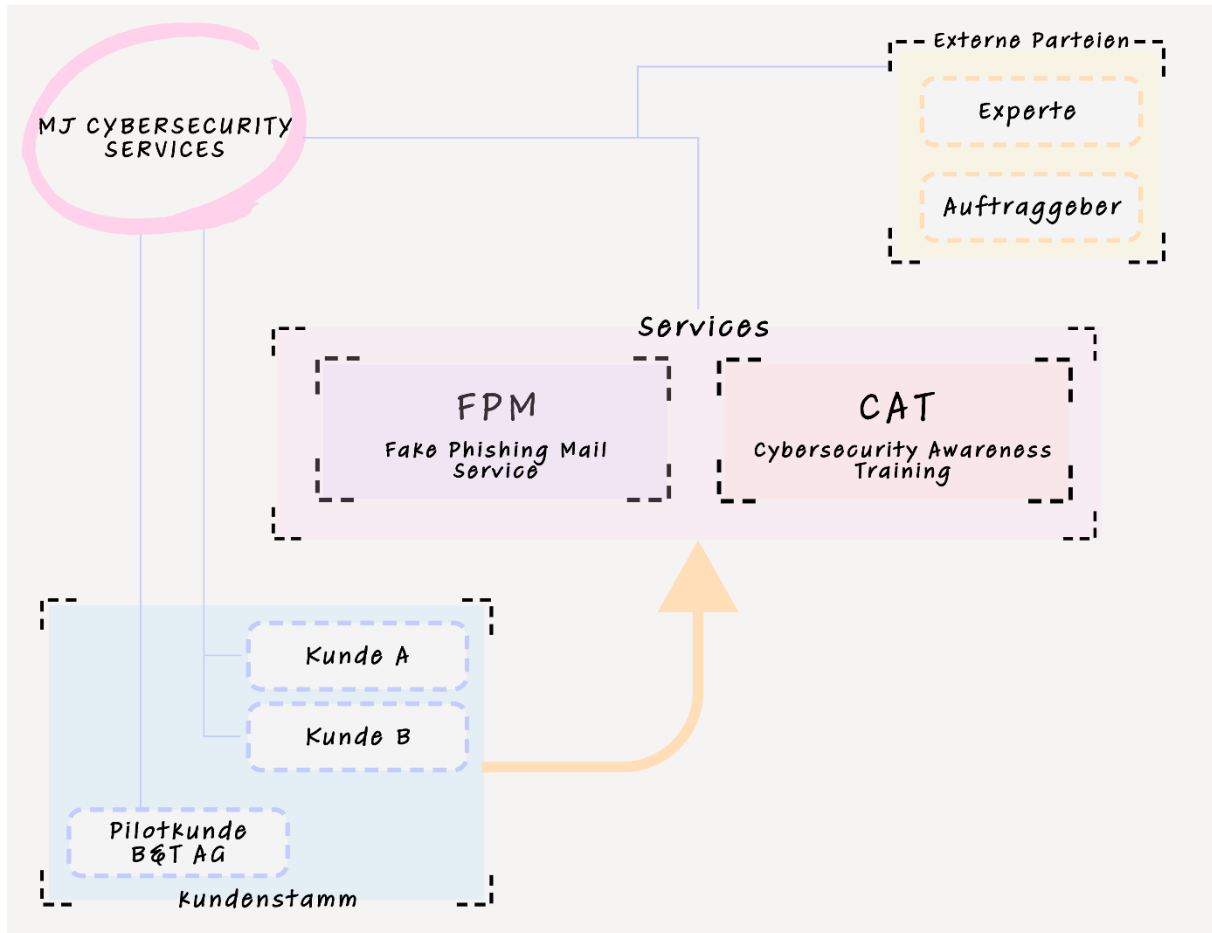 MJ CYBERSECURITY
SERVICES
Externe Parteien
Experte
Auftraggeber
Services
FPM
Fake Phishing Mail
Service
CAT
Cybersecurity Awareness
Training
Kunde A
Kunde B
Pilotkunde
B&T AG
Kundenstamm